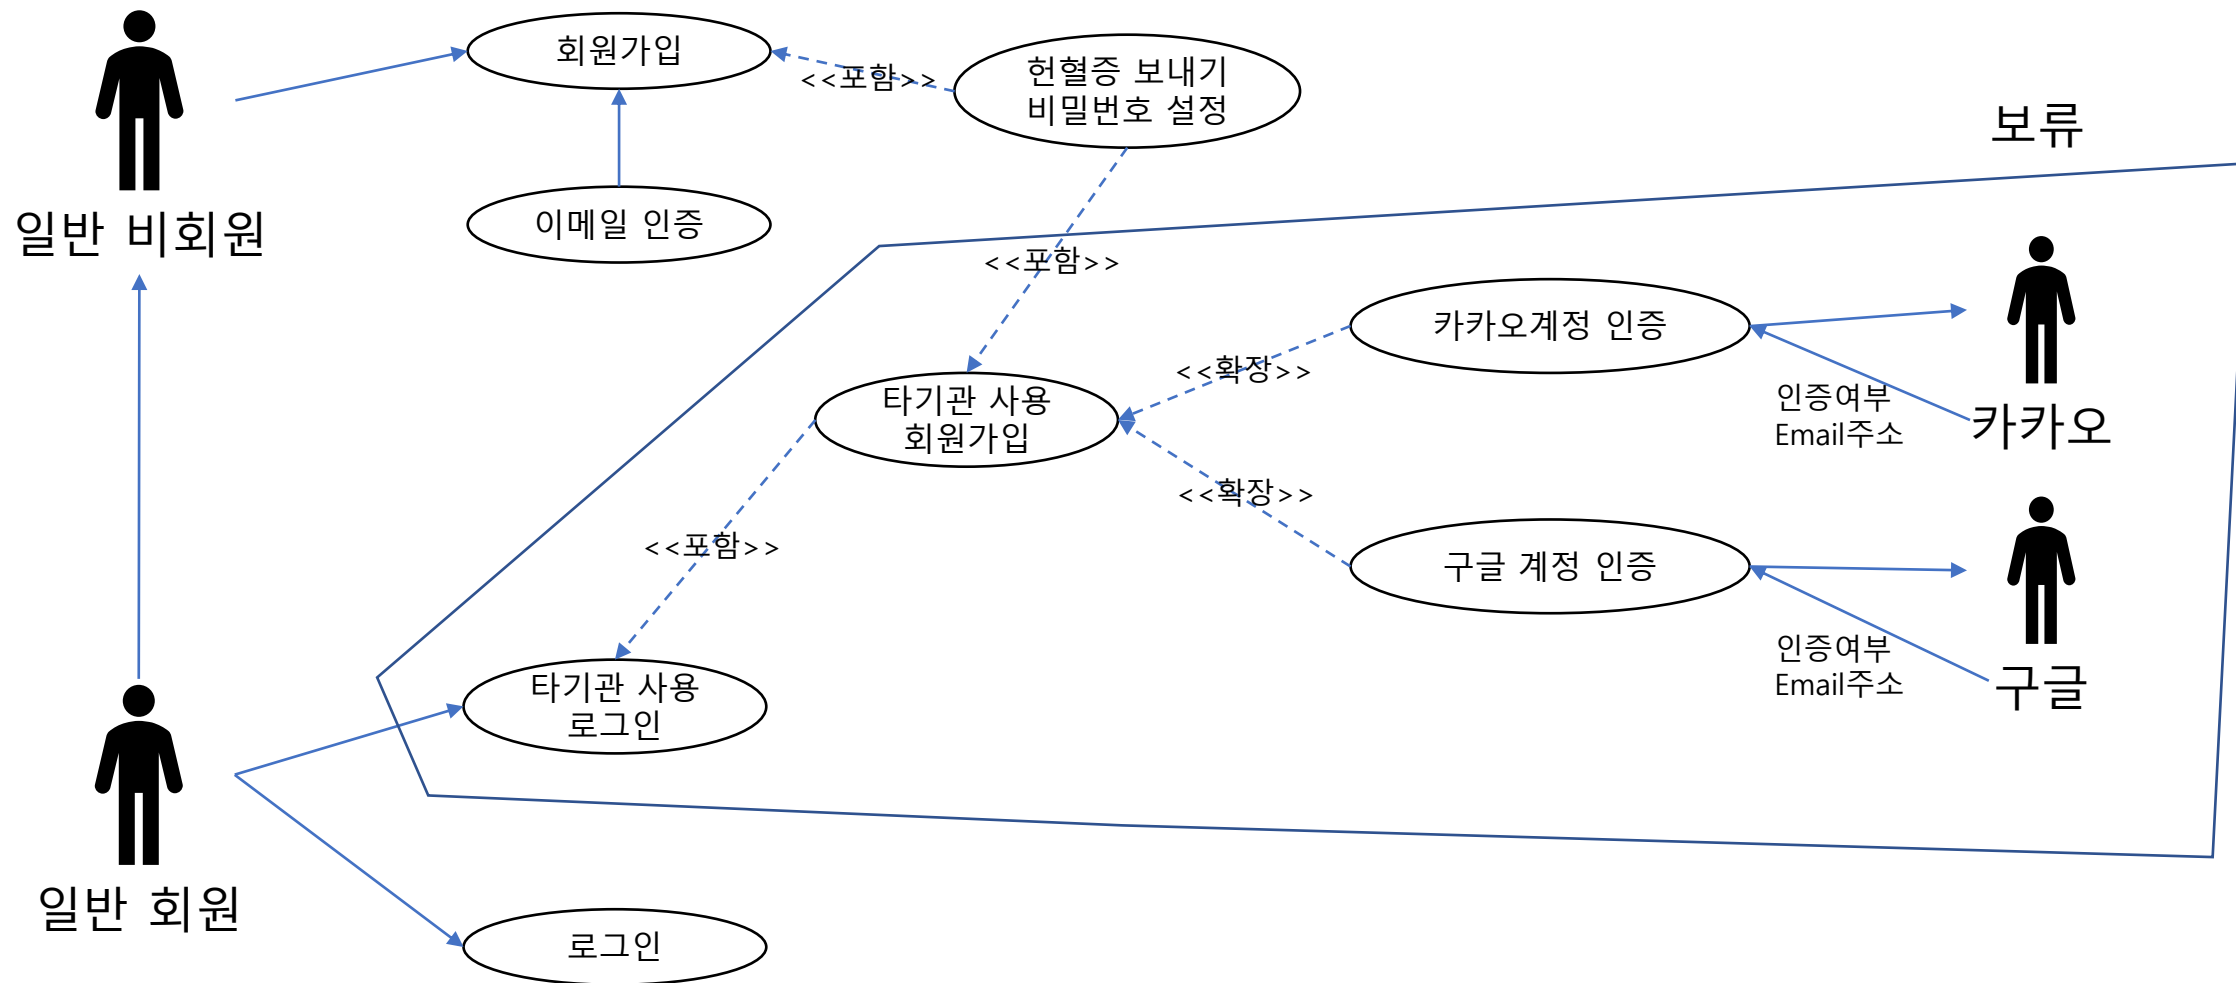 회원가입
<<포함>>
헌혈증 보내기
비밀번호 설정
보류
일반 비회원
이메일 인증
<<포함>>
카카오계정 인증
<<확장>>
타기관 사용
회원가입
인증여부
Email주소
카카오
<<확장>>
<<포함>>
구글 계정 인증
인증여부
Email주소
구글
타기관 사용
로그인
일반 회원
로그인